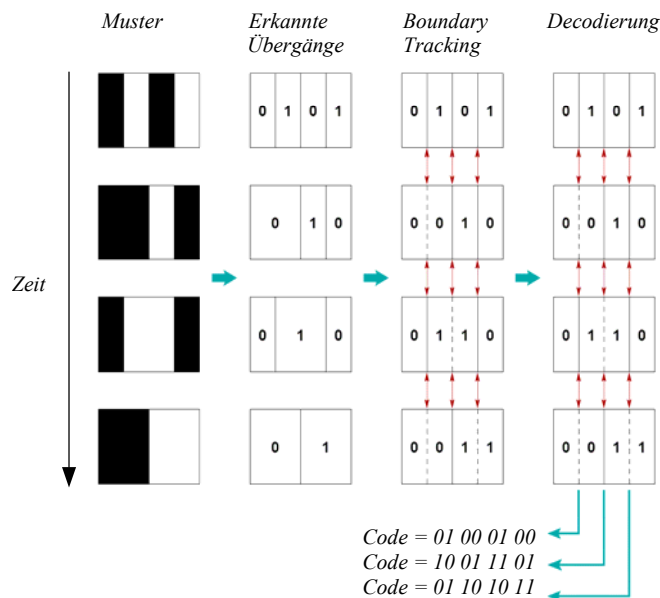 Muster Erkannte Übergänge Boundary Tracking Decodierung
0 1 0 1 0 1 0 1 0 1 0 1
0 1 0 0 0 1 0 0 0 1 0
Zeit
0 1 0 0 1 1 0 0 1 1 0
0 1 0 0 1 1 0 0 1 1
Code = 01 00 01 00
Code = 10 01 11 01
Code = 01 10 10 11